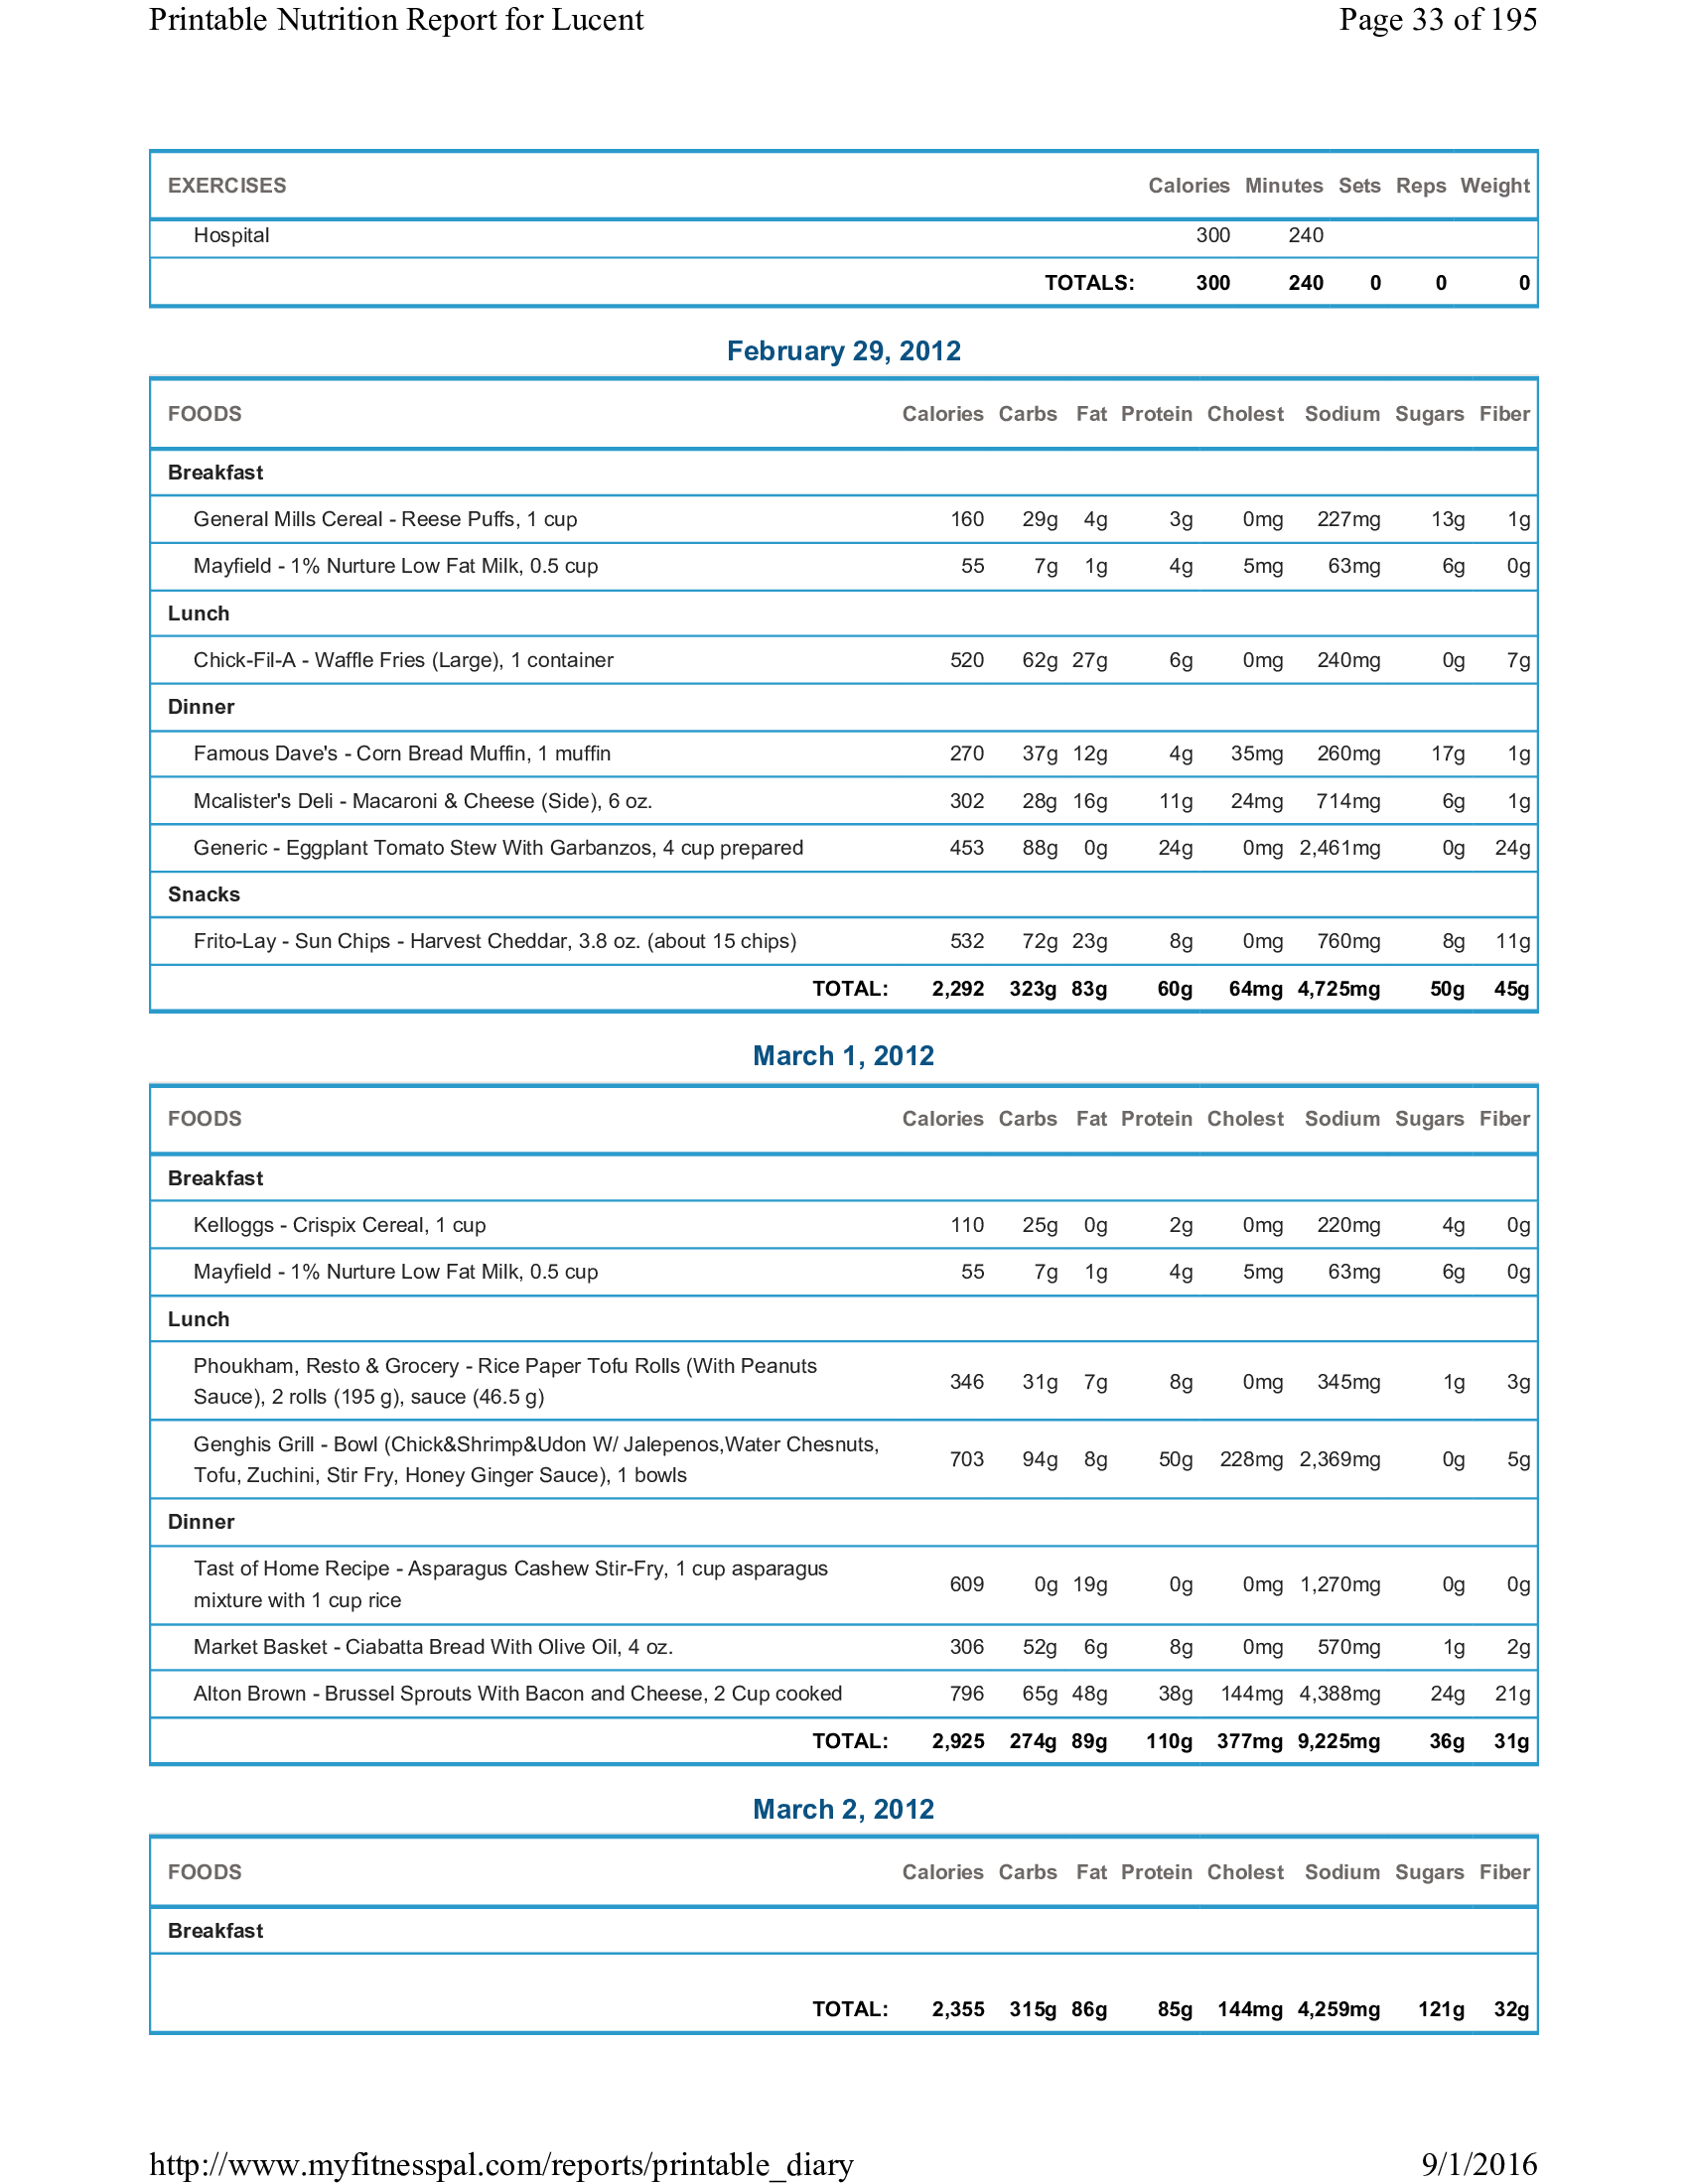 Printable Nutrition Report for Lucent Page 33 of 195
EXERCISES Calories Minutes Sets Reps Weight
Hospital 300 240
TOTALS: 300 240 0 0 0
February 29, 2012
FOODS Calories Carbs Fat Protein Cholest Sodium Sugars Fiber
Breakfast
General Mills Cereal - Reese Puffs, 1 cup 160 29g 4g 3g 0mg 227mg 13g 1g
Mayfield - 1% Nurture Low Fat Milk, 0.5 cup 55 7g 1g 4g 5mg 63mg 6g 0g
Lunch
Chick-Fil-A - Waffle Fries (Large), 1 container 520 62g 27g 6g 0mg 240mg 0g 7g
Dinner
Famous Dave's - Corn Bread Muffin, 1 muffin 270 37g 12g 4g 35mg 260mg 17g 1g
Mcalister's Deli - Macaroni & Cheese (Side), 6 oz. 302 28g 16g 11g 24mg 714mg 6g 1g
Generic - Eggplant Tomato Stew With Garbanzos, 4 cup prepared 453 88g 0g 24g 0mg 2,461mg 0g 24g
Snacks
Frito-Lay - Sun Chips - Harvest Cheddar, 3.8 oz. (about 15 chips) 532 72g 23g 8g 0mg 760mg 8g 11g
TOTAL: 2,292 323g 83g 60g 64mg 4,725mg 50g 45g
March 1, 2012
FOODS Calories Carbs Fat Protein Cholest Sodium Sugars Fiber
Breakfast
Kelloggs - Crispix Cereal, 1 cup 110 25g 0g 2g 0mg 220mg 4g 0g
Mayfield - 1% Nurture Low Fat Milk, 0.5 cup 55 7g 1g 4g 5mg 63mg 6g 0g
Lunch
Phoukham, Resto & Grocery - Rice Paper Tofu Rolls (With Peanuts
Sauce), 2 rolls (195 g), sauce (46.5 g) 346 31g 7g 8g 0mg 345mg 1g 3g
Genghis Grill - Bowl (Chick&Shrimp&Udon W/ Jalepenos,Water Chesnuts,
Tofu, Zuchini, Stir Fry, Honey Ginger Sauce), 1 bowls 703 94g 8g 50g 228mg 2,369mg 0g 5g
Dinner
Tast of Home Recipe - Asparagus Cashew Stir-Fry, 1 cup asparagus
mixture with 1 cup rice 609 0g 19g 0g 0mg 1,270mg 0g 0g
Market Basket - Ciabatta Bread With Olive Oil, 4 oz. 306 52g 6g 8g 0mg 570mg 1g 2g
Alton Brown - Brussel Sprouts With Bacon and Cheese, 2 Cup cooked 796 65g 48g 38g 144mg 4,388mg 24g 21g
TOTAL: 2,925 274g 89g 110g 377mg 9,225mg 36g 31g
March 2, 2012
FOODS Calories Carbs Fat Protein Cholest Sodium Sugars Fiber
Breakfast
TOTAL: 2,355 315g 86g 85g 144mg 4,259mg 121g 32g
http://www.myfitnesspal.com/reports/printable_diary 9/1/2016